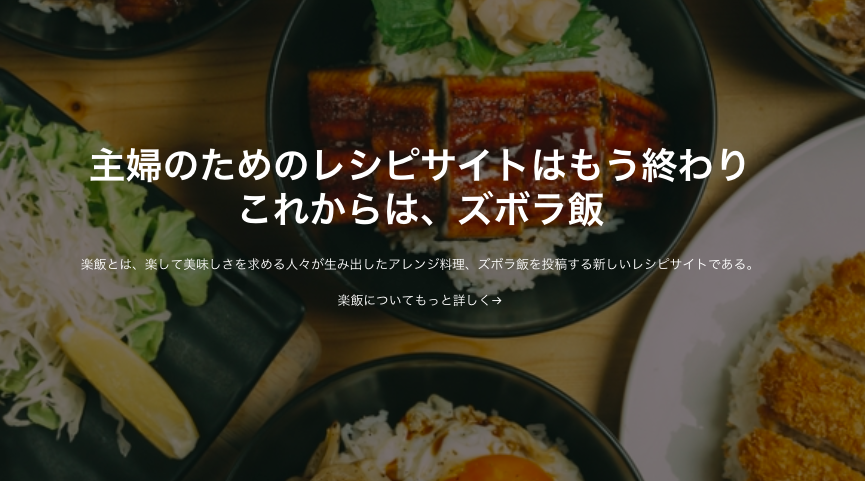 主婦のためのレシピサイトはもう終わり
これからは、ズボラ飯
楽飯とは、楽して美味しさを求める人々が生み出したアレンジ料理、ズボラ飯を投稿する新しいレシピサイトである。
楽飯についてもっと詳しく→